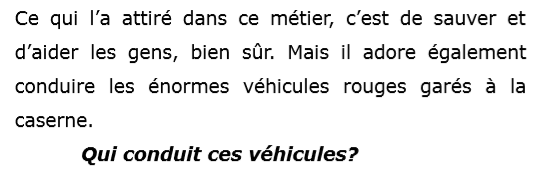 Ce qui l’a attiré dans ce métier, c’est de sauver et
d’aider les gens, bien sûr. Mais il adore également
conduire les énormes véhicules rouges garés à la
caserne.
Qui conduit ces véhicules?